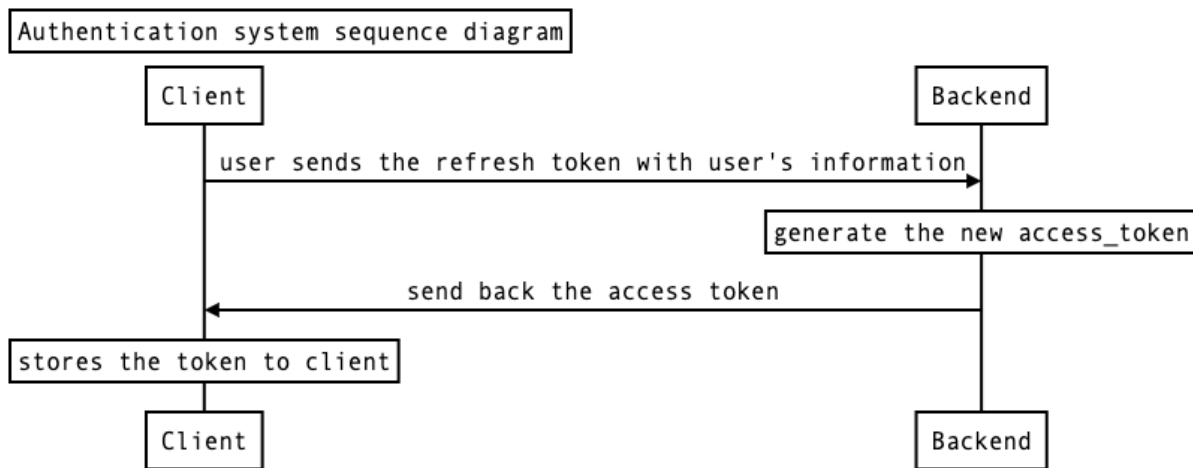 Authentication system sequence diagram
Client
Backend
user sends the refresh token with user's information
generate the new access_token
send back the access token
stores the token to client
Client
Backend